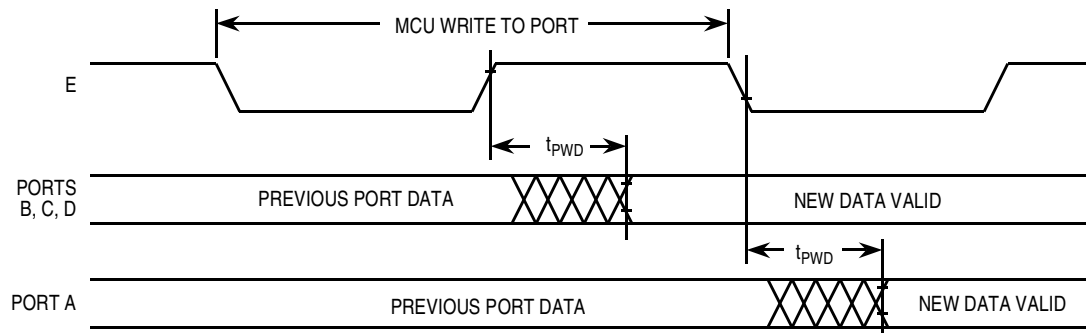 MCU WRITE TO PORT
E
tPWD
PORTS
B, C, D
PREVIOUS PORT DATA
NEW DATA VALID
tPWD
PORT A
PREVIOUS PORT DATA
NEW DATA VALID